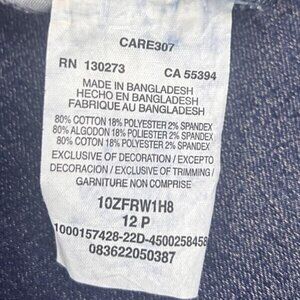 CARE307
RN 130273 CA 55394
MADE IN BANGLADESH
HECHO EN BANGLADESH
FABRIQUE AU BANGLADESH
80% COTTON 18% POLYESTER 2% SPANDEX
80% ALGODON 18% POLIESTER 2% SPANDEX
80% COTON 18% POLYESTER 2% SPANDEX
EXCLUSIVE OF DECORATION / EXCEPTO
DECORACION / EXCLUSIVE OF TRIMMING /
GARNITURE NON COMPRISE
10ZFRW1H8
12 P
1000157428-22D-4500258458
083622050387